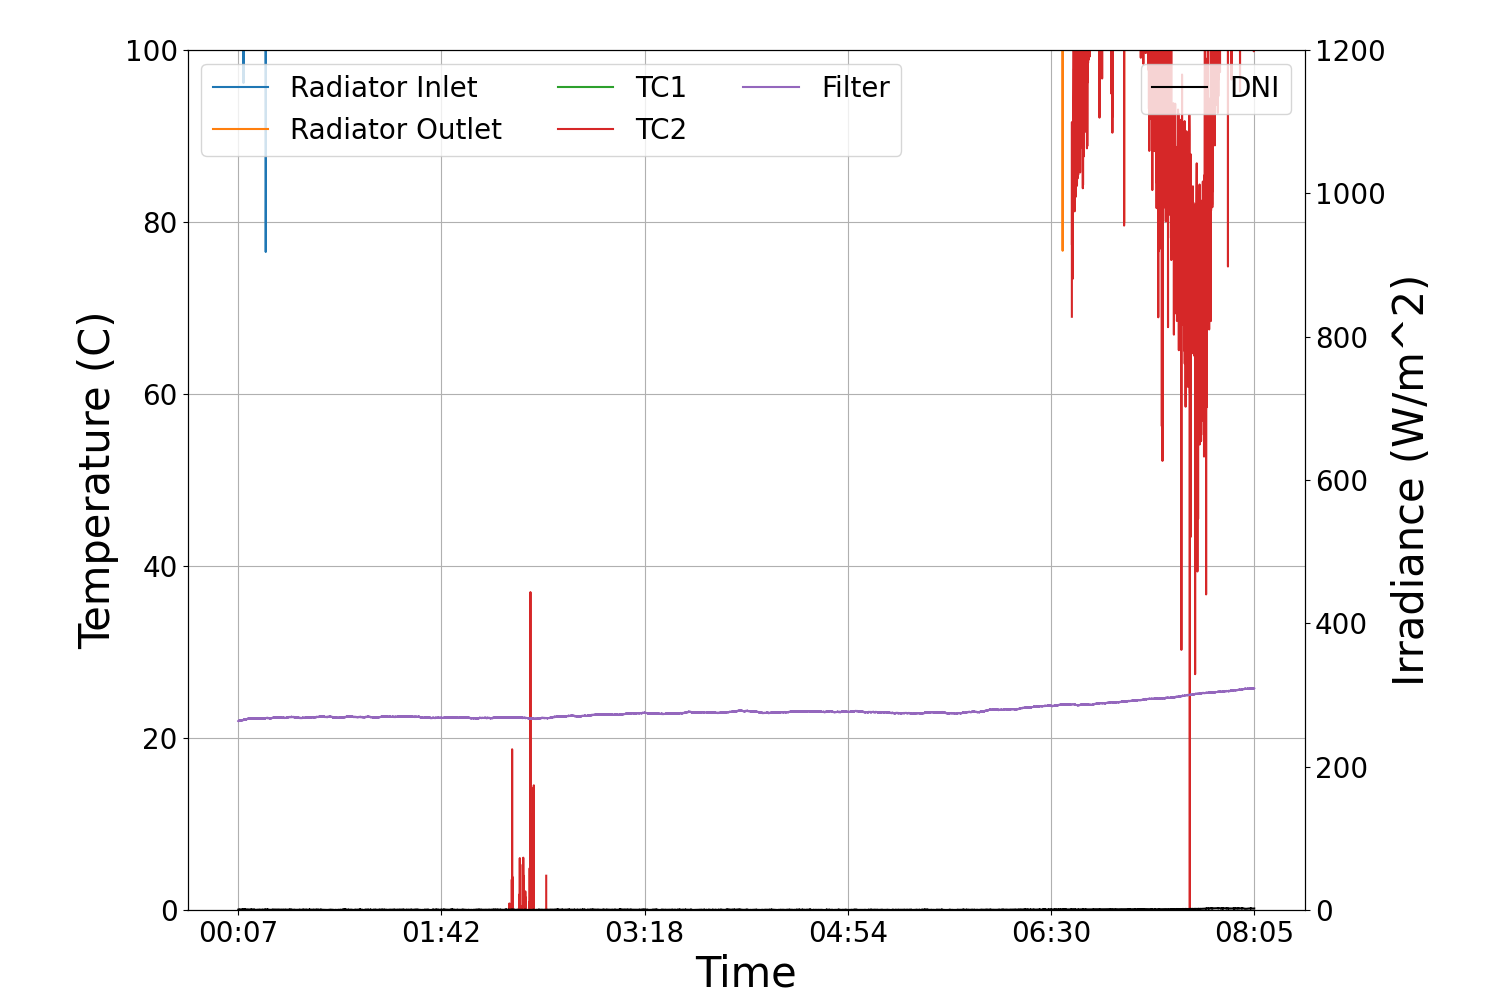 100
80
60
40
20
0
Temperature (C)
Radiator Inlet
Radiator Outlet
TC1
TC2
Filter
DNI
1200
1000
800
600
400
200
0
Irradiance (W/m^2)
00:07 01:42 03:18 04:54 06:30 08:05
Time